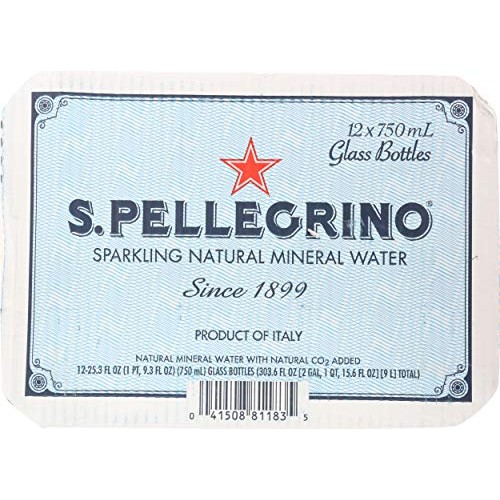 12 x 750 mL
Glass Bottles
S.PELLEGRINO®
SPARKLING NATURAL MINERAL WATER
Since 1899
PRODUCT OF ITALY
NATURAL MINERAL WATER WITH NATURAL CO2 ADDED
12-25.3 FL OZ (1 PT, 9.3 FL OZ) (750 mL) GLASS BOTTLES (303.6 FL OZ [2 GAL, 1 QT, 15.6 FL OZ] [9 L] TOTAL)
0 41508 81183 5